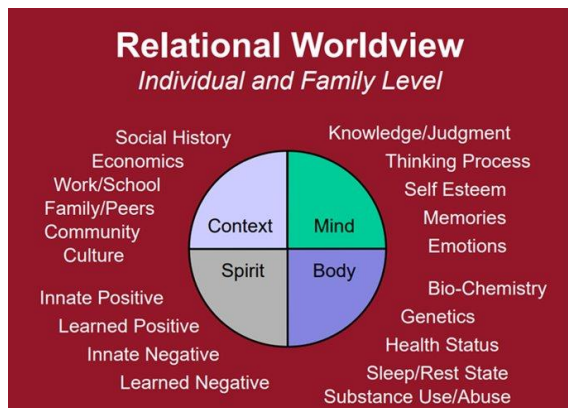 Relational Worldview
Individual and Family Level
Social History
Economics
Work/School
Family/Peers
Community
Culture
Knowledge/Judgment
Thinking Process
Self Esteem
Memories
Emotions
Context
Mind
Spirit
Body
Innate Positive
Learned Positive
Innate Negative
Learned Negative
Bio-Chemistry
Genetics
Health Status
Sleep/Rest State
Substance Use/Abuse